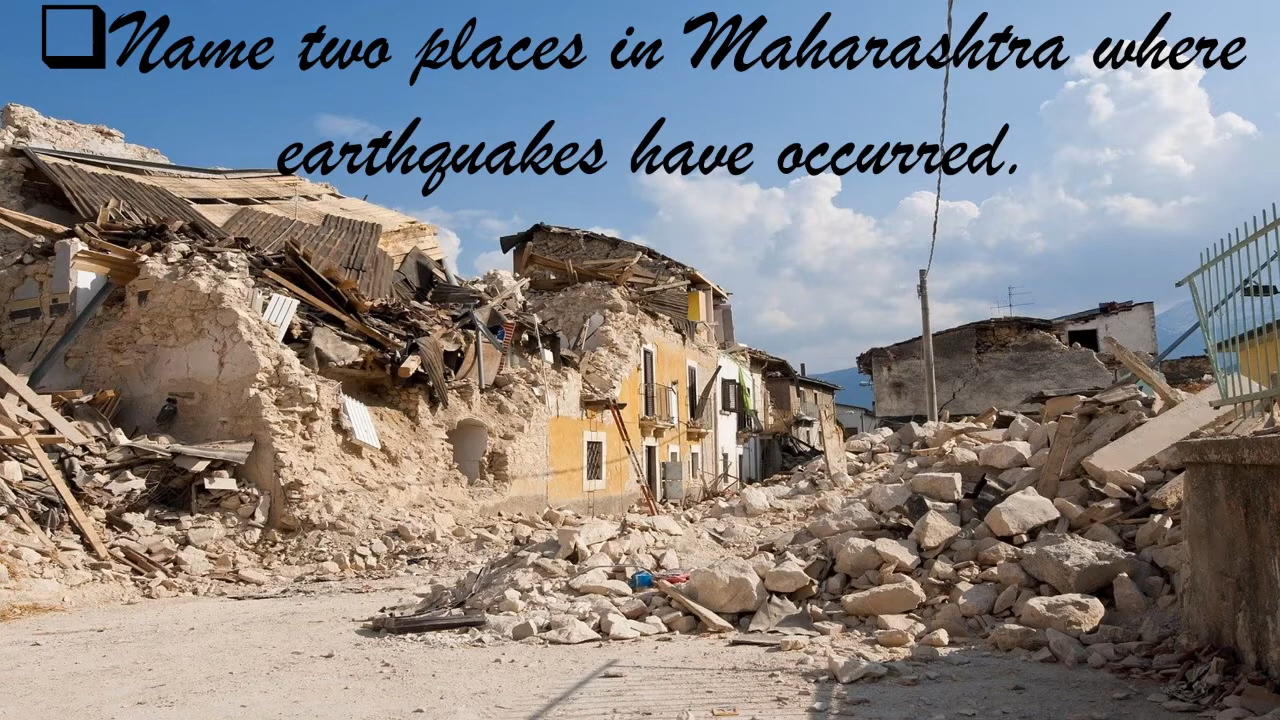 ❑Name two places in Maharashtra where
earthquakes have occurred.